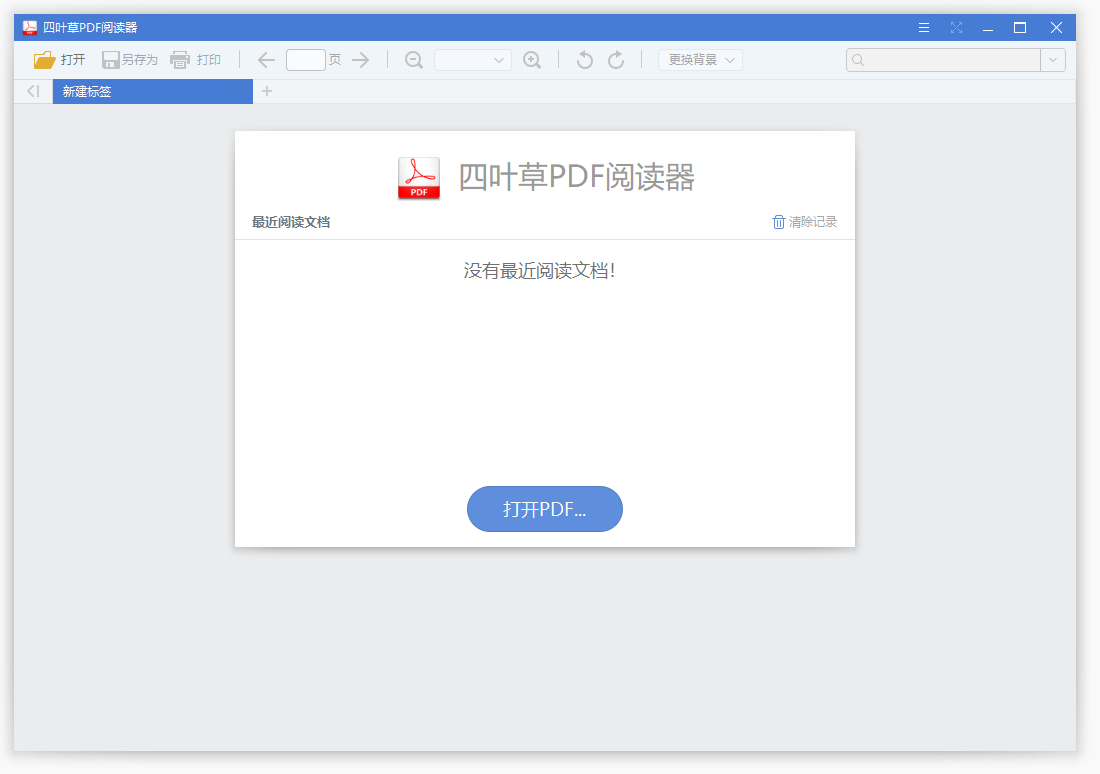 四叶草PDF阅读器
打开 另存为 打印 页 更换背景
新建标签
PDF 四叶草PDF阅读器
最近阅读文档 清除记录
没有最近阅读文档!
打开PDF...